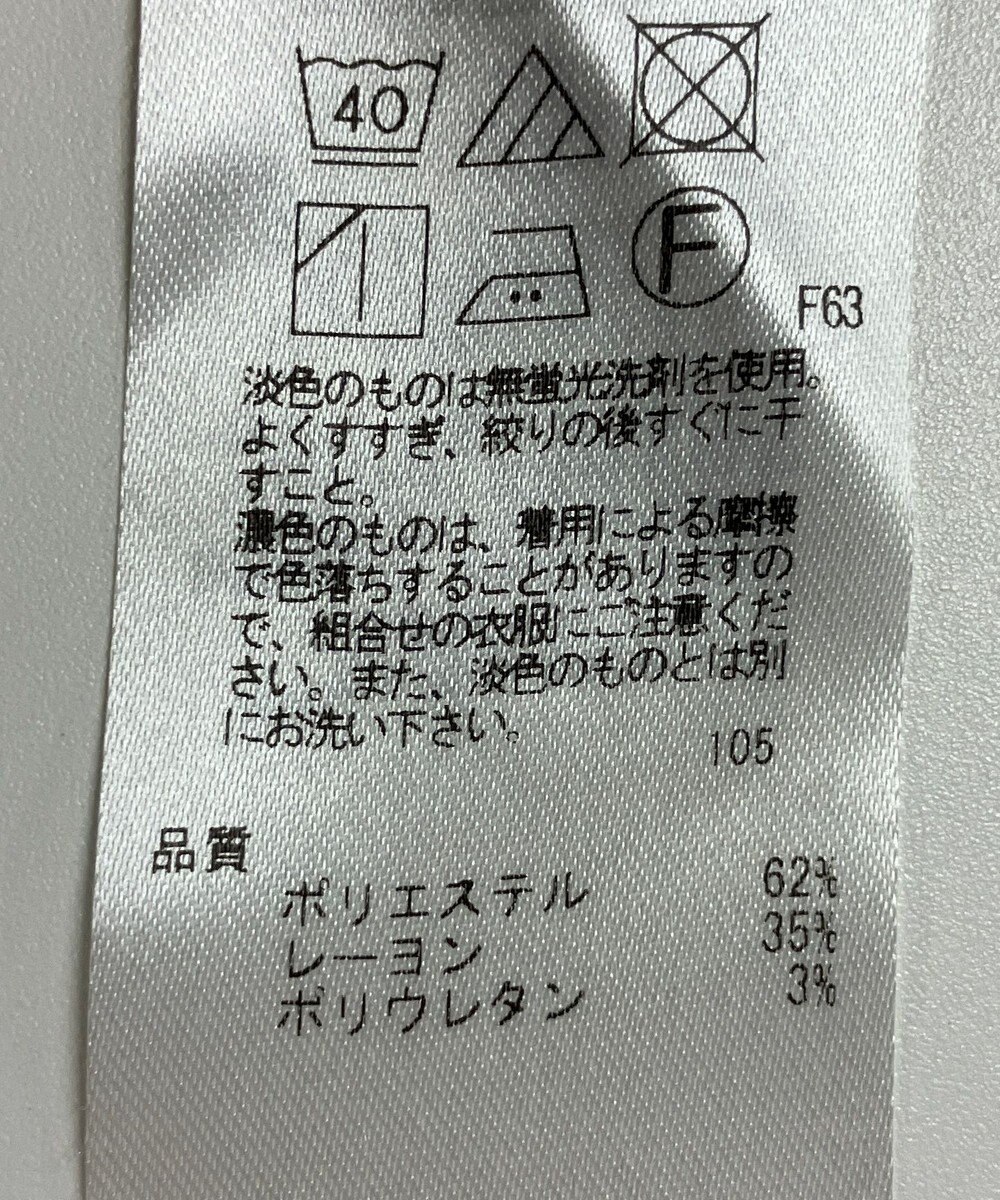 40
F
F63
淡色のものは無蛍光洗剤を使用。
よくすすぎ、絞りの後すぐに干
すこと。
濃色のものは、着用による摩擦
で色落ちすることがありますの
で、組合せの衣服にご注意くだ
さい。また、淡色のものとは別
にお洗い下さい。
105
品質
ポリエステル 62%
レーヨン 35%
ポリウレタン 3%